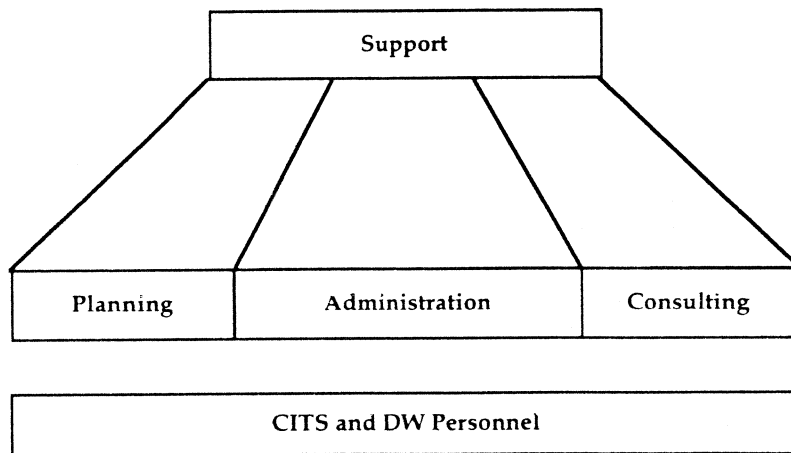 Support
Planning Administration Consulting
CITS and DW Personnel